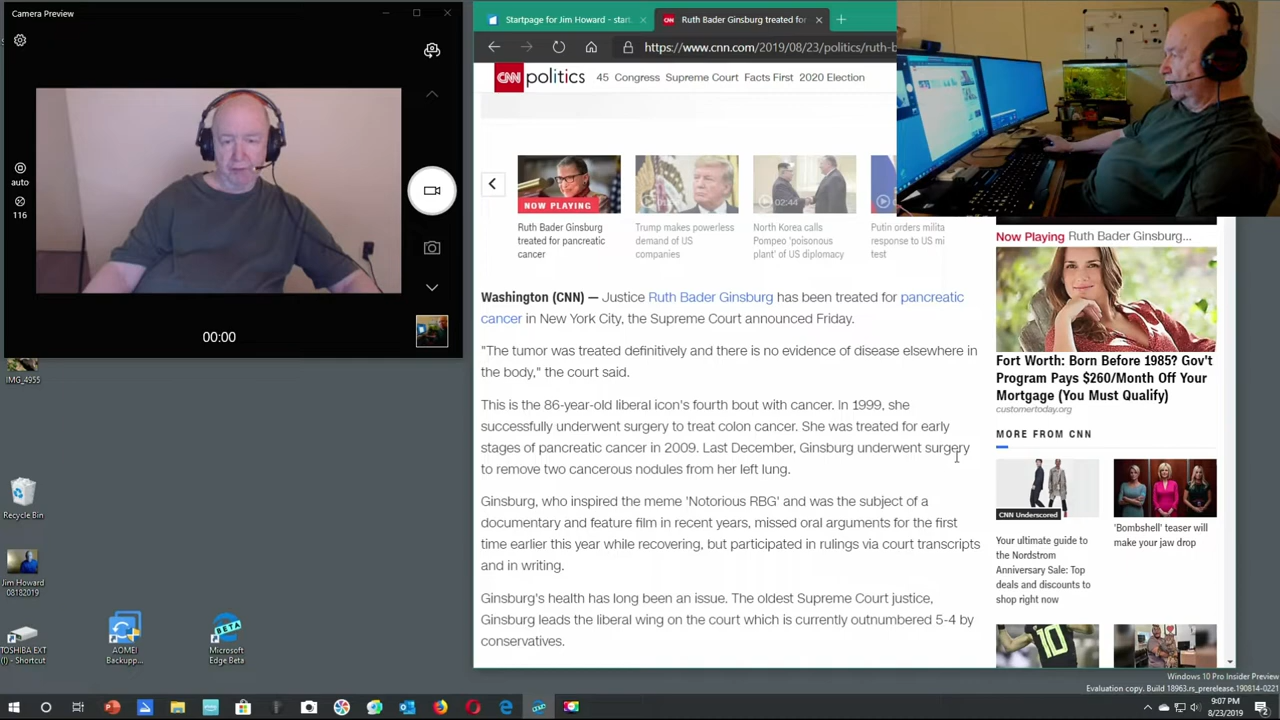 Camera Preview
auto
116
00:00
IMG_4955
Recycle Bin
Jim Howard
08182019
TOSHIBA EXT
(I) - Shortcut
AOMEI
Backupp...
Microsoft
Edge Beta
Startpage for Jim Howard - start.
Ruth Bader Ginsburg treated for
https://www.cnn.com/2019/08/23/politics/ruth-b
CNN politics 45 Congress Supreme Court Facts First 2020 Election
NOW PLAYING
02:44
Ruth Bader Ginsburg
treated for pancreatic
cancer
Trump makes powerless
demand of US
companies
North Korea calls
Pompeo 'poisonous
plant' of US diplomacy
Putin orders milita
response to US mi
test
Washington (CNN) — Justice Ruth Bader Ginsburg has been treated for pancreatic
cancer in New York City, the Supreme Court announced Friday.
"The tumor was treated definitively and there is no evidence of disease elsewhere in
the body," the court said.
This is the 86-year-old liberal icon's fourth bout with cancer. In 1999, she
successfully underwent surgery to treat colon cancer. She was treated for early
stages of pancreatic cancer in 2009. Last December, Ginsburg underwent surgery
to remove two cancerous nodules from her left lung.
Ginsburg, who inspired the meme 'Notorious RBG' and was the subject of a
documentary and feature film in recent years, missed oral arguments for the first
time earlier this year while recovering, but participated in rulings via court transcripts
and in writing.
Ginsburg's health has long been an issue. The oldest Supreme Court justice,
Ginsburg leads the liberal wing on the court which is currently outnumbered 5-4 by
conservatives.
Now Playing Ruth Bader Ginsburg...
Fort Worth: Born Before 1985? Gov't
Program Pays $260/Month Off Your
Mortgage (You Must Qualify)
customertoday.org
MORE FROM CNN
CNN Underscored
Your ultimate guide to
the Nordstrom
Anniversary Sale: Top
deals and discounts to
shop right now
'Bombshell' teaser will
make your jaw drop
10
Windows 10 Pro Insider Preview
Evaluation copy. Build 18963.rs_prerelease.190814-0221
9:07 PM
8/23/2019
2